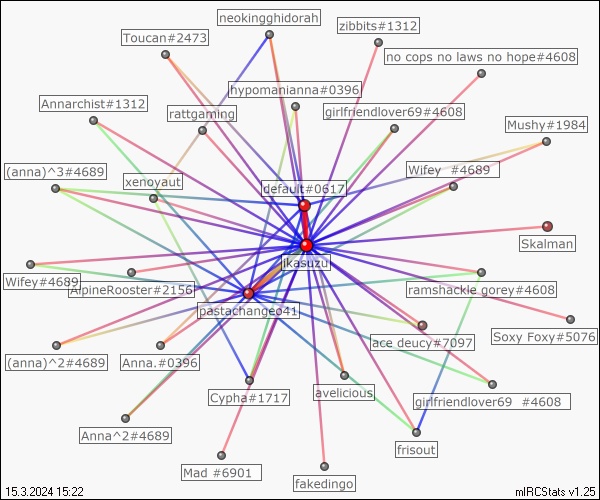 neokingghidorah
zibbits#1312
Toucan#2473
no cops no laws no hope#4608
hypomanianna#0396
Annarchist#1312
rattgaming
girlfriendlover69#4608
Mushy#1984
(anna)^3#4689
Wifey  #4689
xenoyaut
default#0617
Skalman
jkasuzu
Wifey#4689
AlpineRooster#2156
ranshackle gorey#4608
pastachangeo41
Soxy Foxy#5076
ace deucy#7097
(anna)^2#4689
Anna.#0396
Cypha#1717
avelicious
girlfriendlover69  #4608
Anna^2#4689
frisout
Mad #6901
fakedingo
15.3.2024 15:22
mIRCStats v1.25